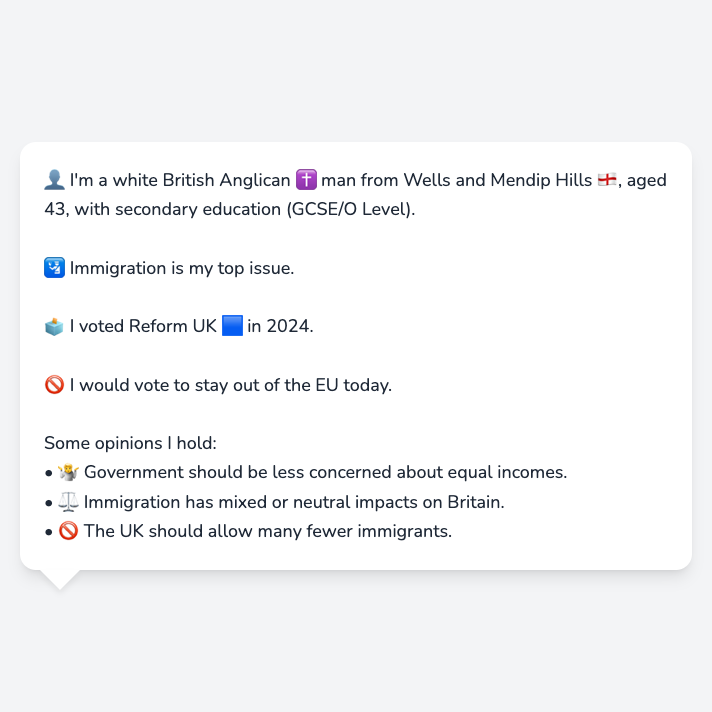 👤 I'm a white British Anglican ✝️ man from Wells and Mendip Hills 🏴󠁧󠁢󠁥󠁮󠁧󠁿, aged
43, with secondary education (GCSE/O Level).
🛂 Immigration is my top issue.
🗳️ I voted Reform UK 🟦 in 2024.
🚫 I would vote to stay out of the EU today.
Some opinions I hold:
• 🤷 Government should be less concerned about equal incomes.
• ⚖️ Immigration has mixed or neutral impacts on Britain.
• 🚫 The UK should allow many fewer immigrants.